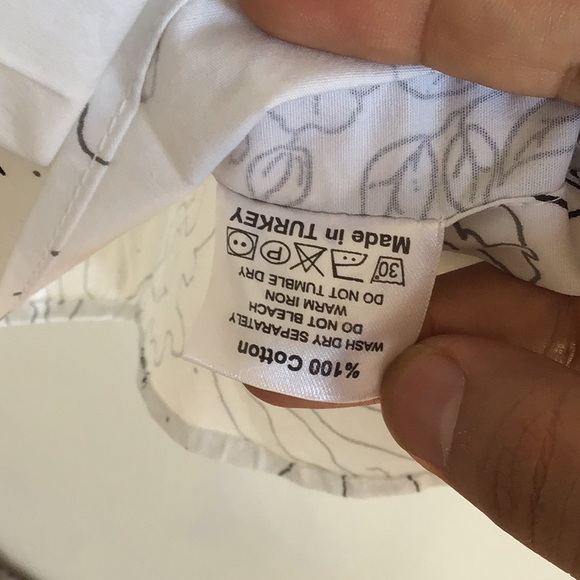 %100 Cotton
WASH DRY SEPARATELY
DO NOT BLEACH
WARM IRON
DO NOT TUMBLE DRY
30° P
Made in TURKEY